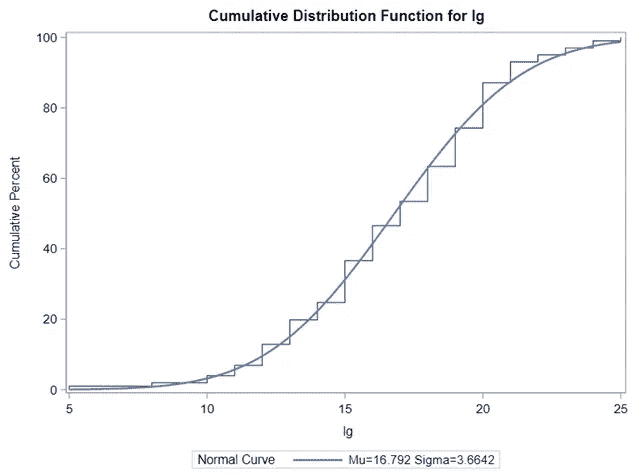 Cumulative Distribution Function for lg
100
80
60
40
20
0
Cumulative Percent
5 10 15 20 25
lg
Normal Curve Mu=16.792 Sigma=3.6642